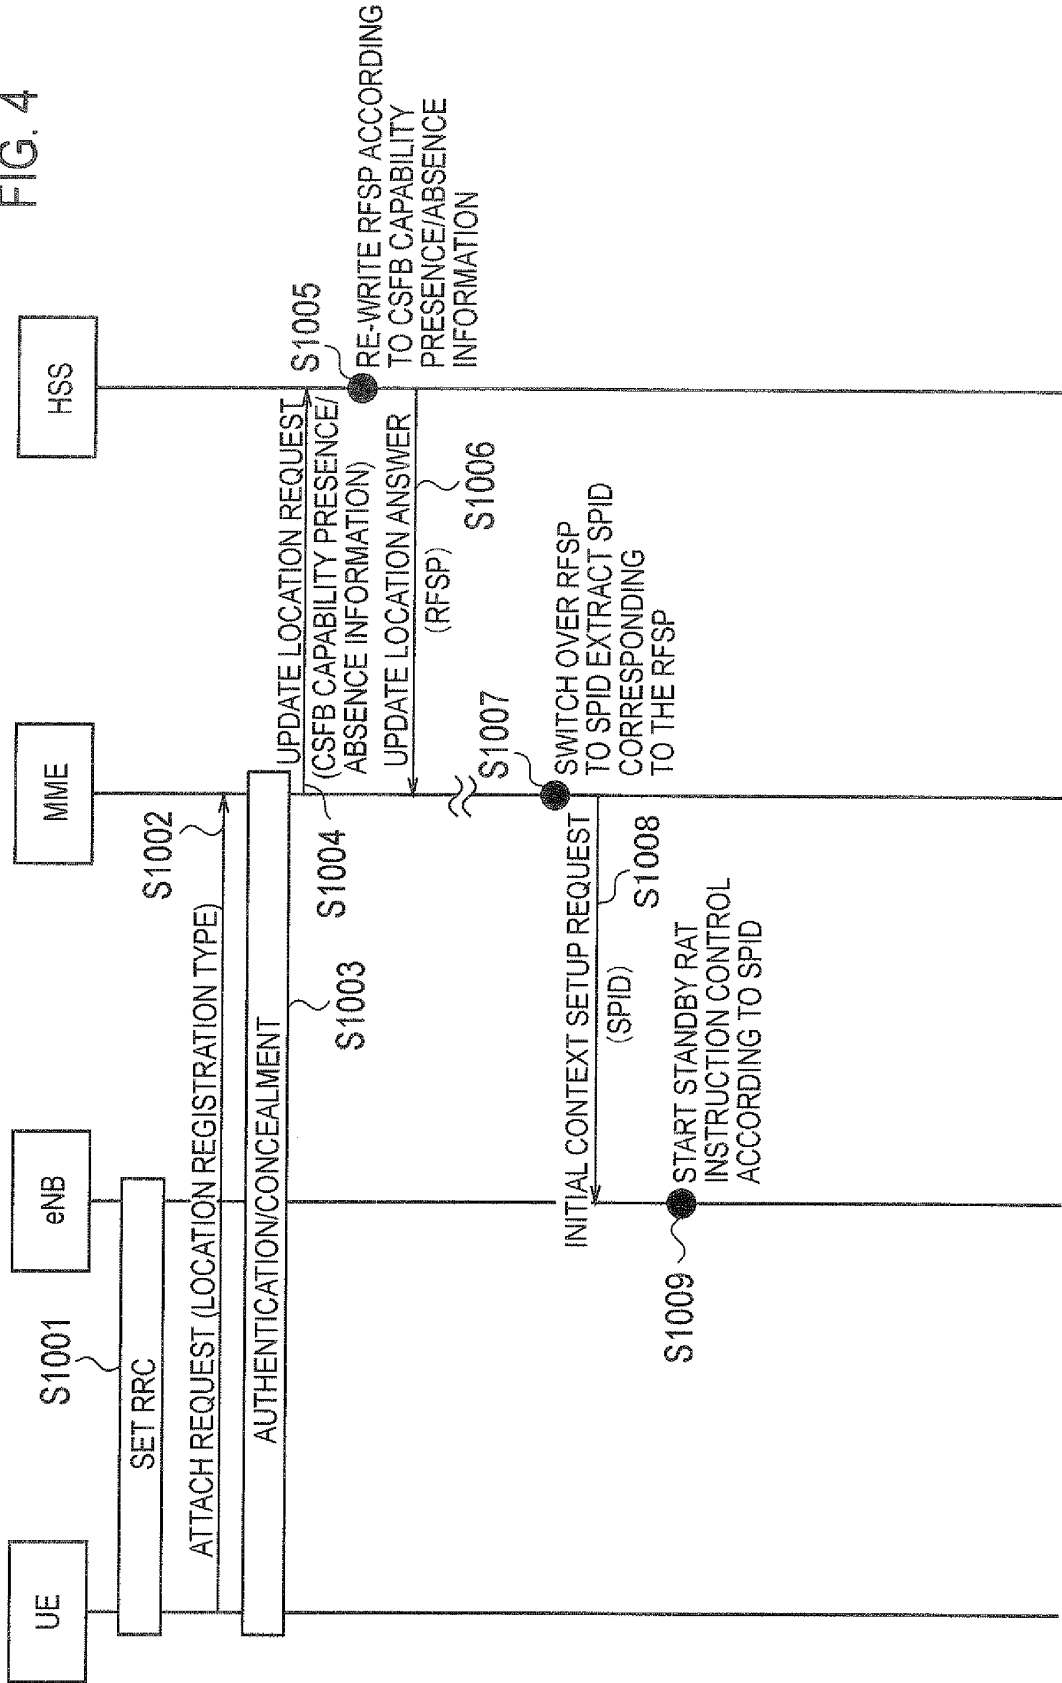 FIG. 4
UE
eNB
MME
HSS
S1001
SET RRC
S1002
ATTACH REQUEST (LOCATION REGISTRATION TYPE)
AUTHENTICATION/CONCEALMENT
S1003
S1004
UPDATE LOCATION REQUEST
(CSFB CAPABILITY PRESENCE/
ABSENCE INFORMATION)
S1005
RE-WRITE RFSP ACCORDING
TO CSFB CAPABILITY
PRESENCE/ABSENCE
INFORMATION
UPDATE LOCATION ANSWER
(RFSP)
S1006
S1007
SWITCH OVER RFSP
TO SPID EXTRACT SPID
CORRESPONDING
TO THE RFSP
INITIAL CONTEXT SETUP REQUEST
(SPID)
S1008
S1009
START STANDBY RAT
INSTRUCTION CONTROL
ACCORDING TO SPID